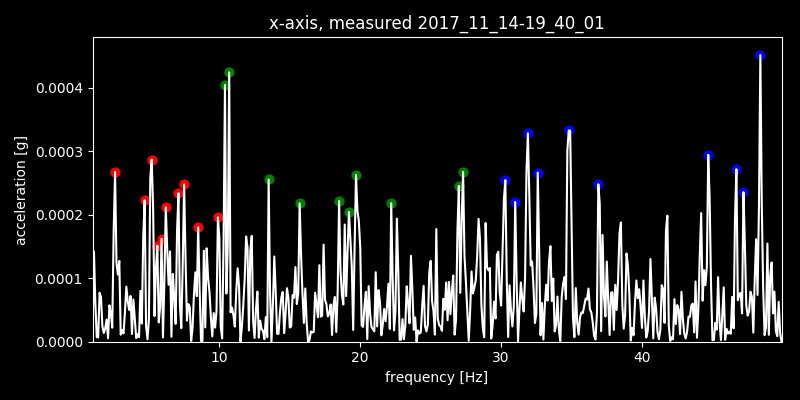 x-axis, measured 2017_11_14-19_40_01
acceleration [g]
0.0004
0.0003
0.0002
0.0001
0.0000
10 20 30 40
frequency [Hz]